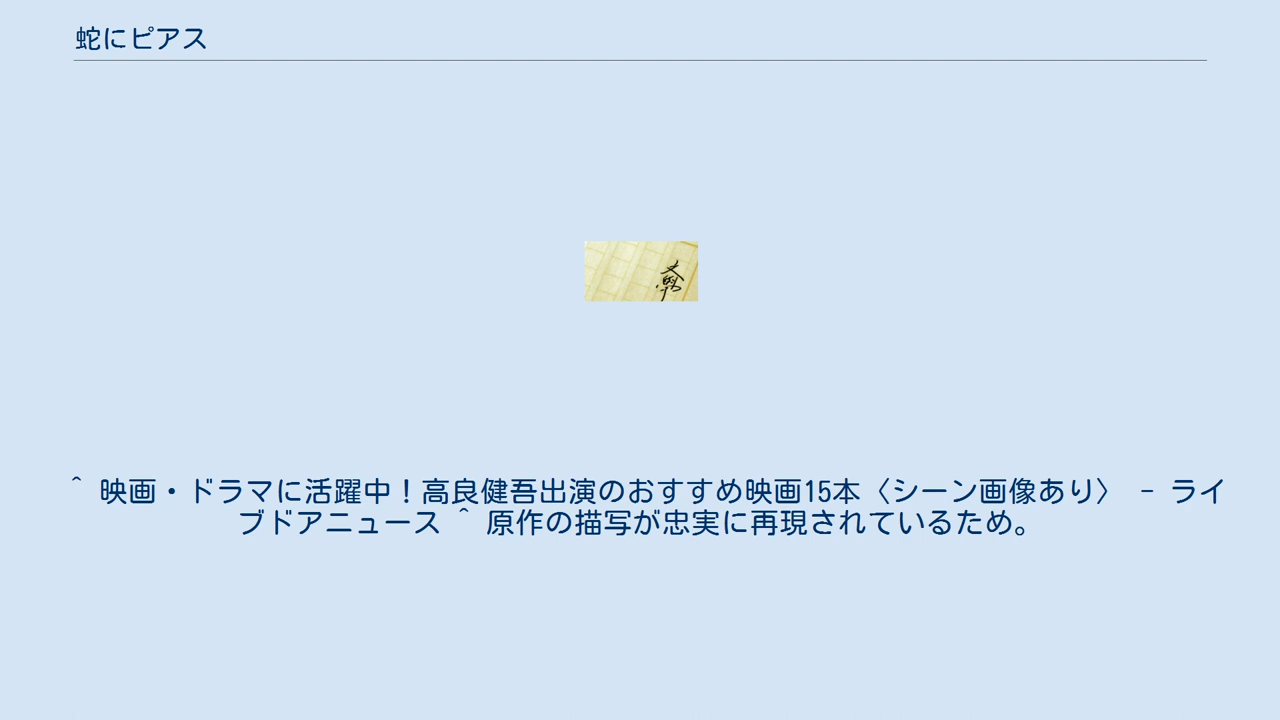 蛇にピアス
^ 映画・ドラマに活躍中！高良健吾出演のおすすめ映画15本〈シーン画像あり〉 - ライ
ブドアニュース ^ 原作の描写が忠実に再現されているため。